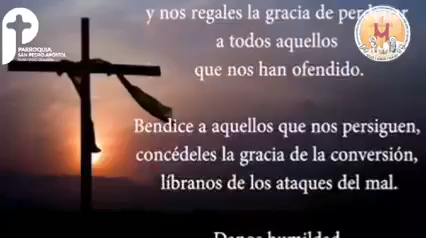 y nos regales la gracia de perdonar
a todos aquellos
que nos han ofendido.
Bendice a aquellos que nos persiguen,
concédeles la gracia de la conversión,
líbranos de los ataques del mal.
Danos humildad
PARROQUIA
SAN PEDRO APÓSTOL